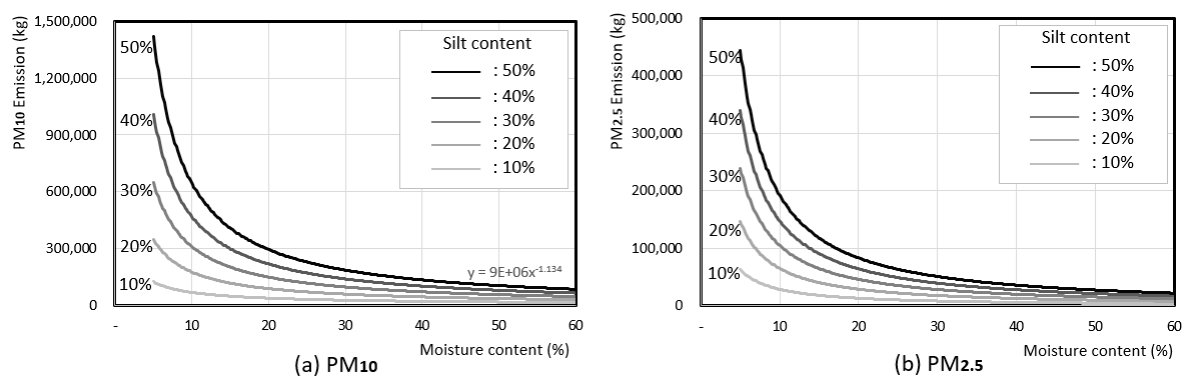 PM10 Emission (kg)
1,500,000
1,200,000
900,000
600,000
300,000
0
50%
40%
30%
20%
10%
Silt content
: 50%
: 40%
: 30%
: 20%
: 10%
y = 9E+06x-1.134
- 10 20 30 40 50 60
Moisture content (%)
(a) PM10
PM2.5 Emission (kg)
500,000
400,000
300,000
200,000
100,000
0
50%
40%
30%
20%
10%
Silt content
: 50%
: 40%
: 30%
: 20%
: 10%
- 10 20 30 40 50 60
Moisture content (%)
(b) PM2.5